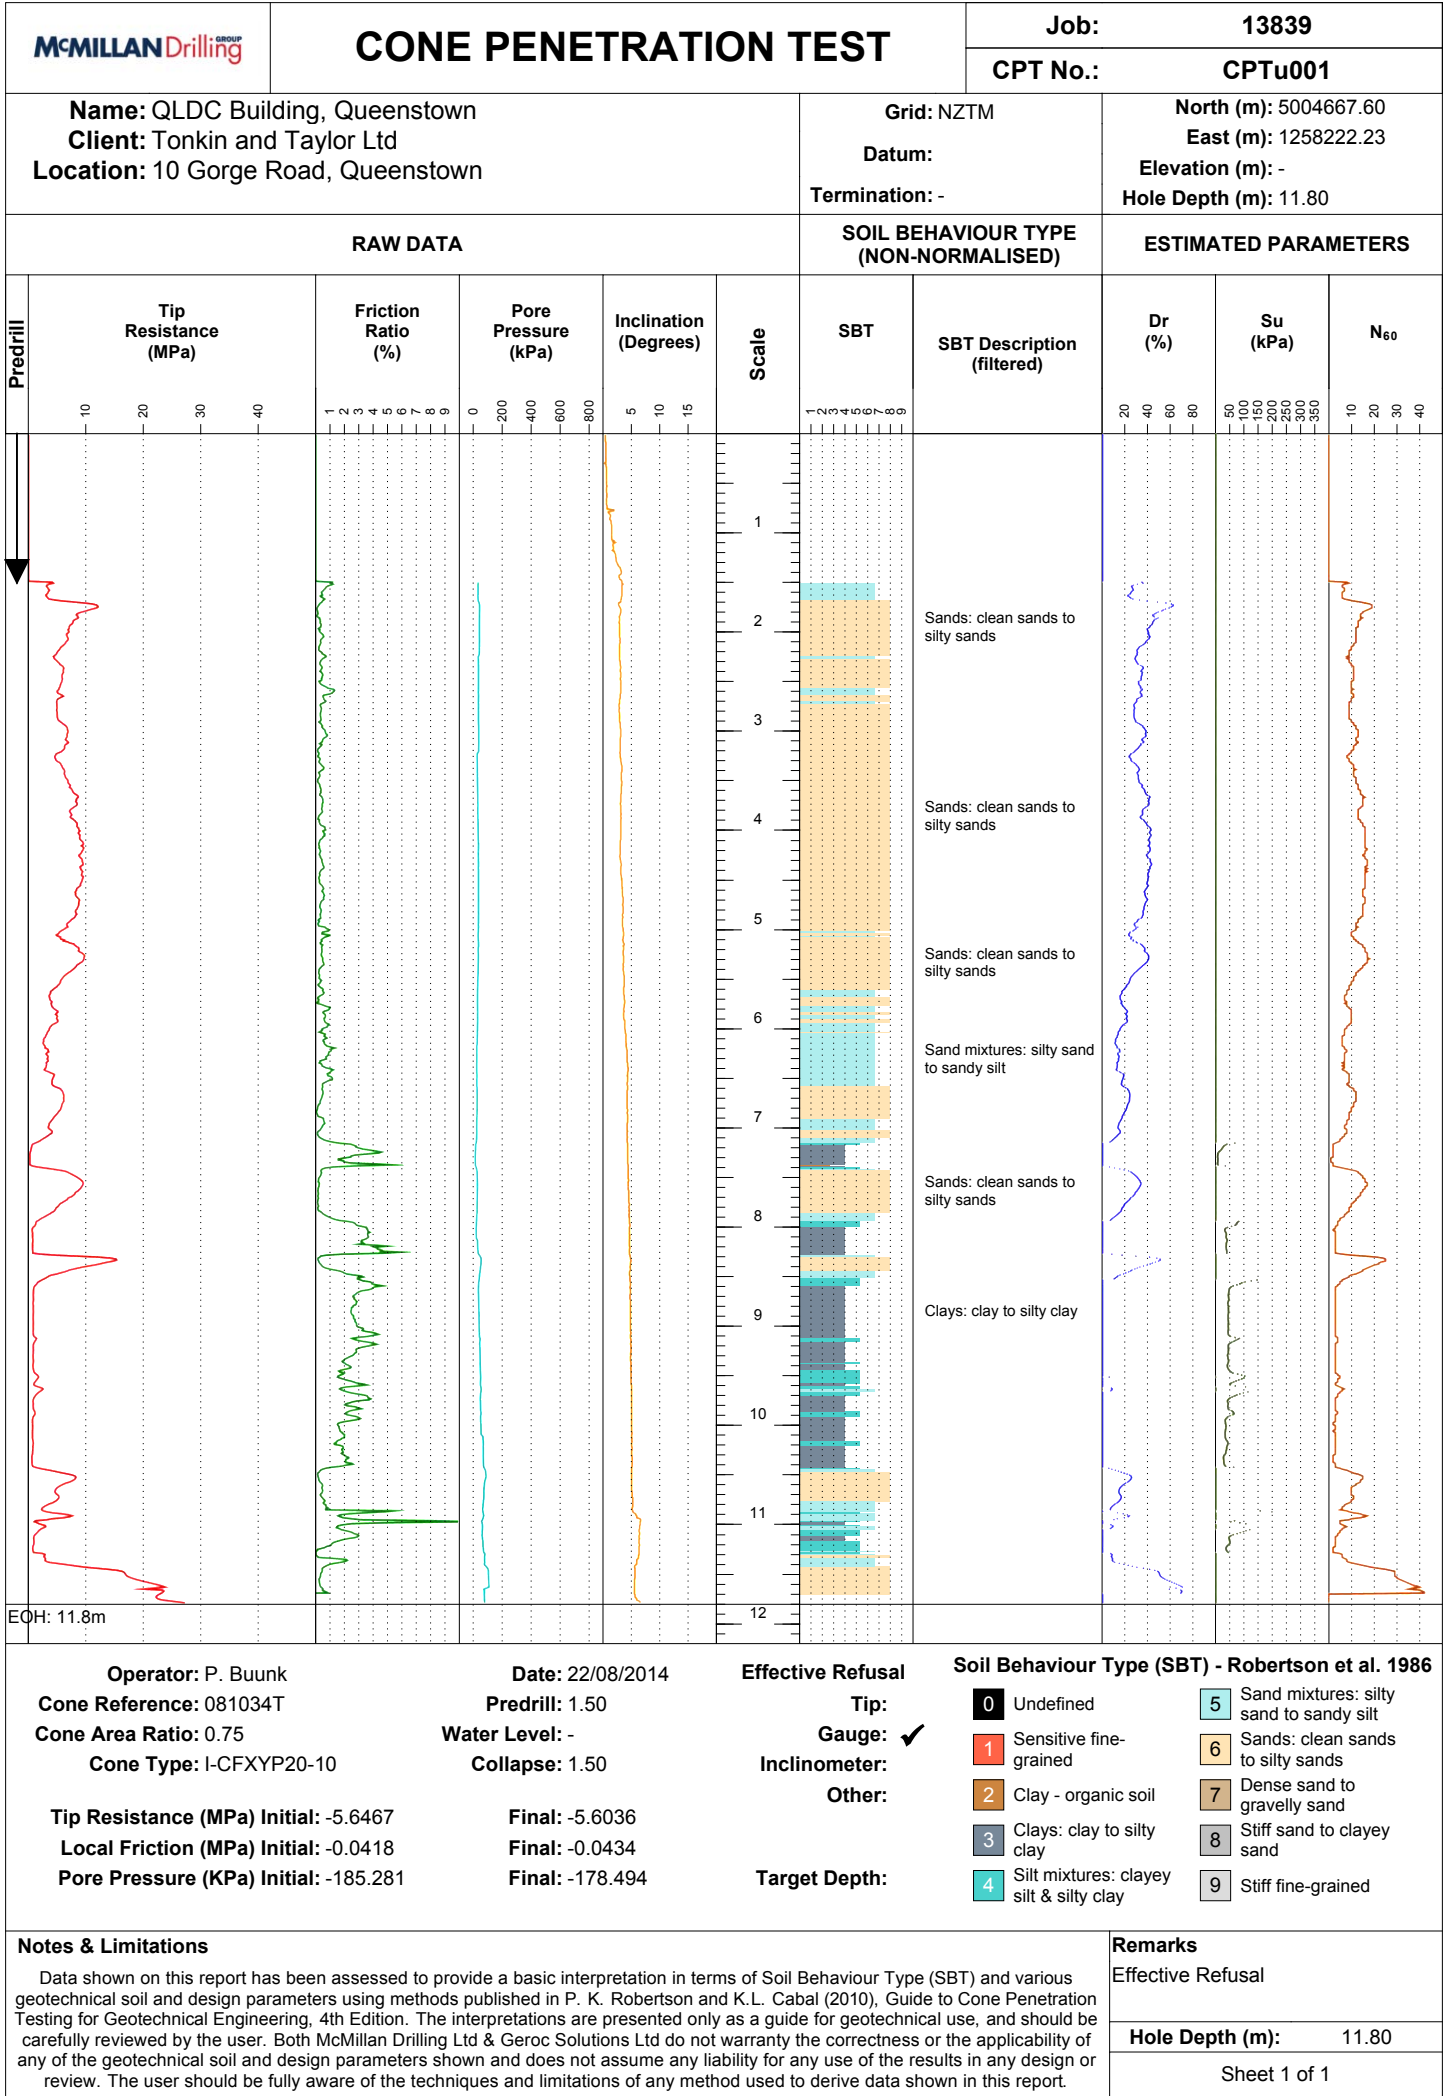 McMILLAN Drilling GROUP
CONE PENETRATION TEST
Job: 13839
CPT No.: CPTu001
Name: QLDC Building, Queenstown
Client: Tonkin and Taylor Ltd
Location: 10 Gorge Road, Queenstown
Grid: NZTM
Datum:
Termination: -
North (m): 5004667.60
East (m): 1258222.23
Elevation (m): -
Hole Depth (m): 11.80
RAW DATA
SOIL BEHAVIOUR TYPE
(NON-NORMALISED)
ESTIMATED PARAMETERS
Predrill
Tip
Resistance
(MPa)
Friction
Ratio
(%)
Pore
Pressure
(kPa)
Inclination
(Degrees)
Scale
SBT
SBT Description
(filtered)
Dr
(%)
Su
(kPa)
N60
10 20 30 40
1 2 3 4 5 6 7 8 9
0 200 400 600 800
5 10 15
1 2 3 4 5 6 7 8 9
20 40 60 80
50 100 150 200 250 300 350
10 20 30 40
1
2
Sands: clean sands to
silty sands
3
4
Sands: clean sands to
silty sands
5
Sands: clean sands to
silty sands
6
Sand mixtures: silty sand
to sandy silt
7
Sands: clean sands to
silty sands
8
9
Clays: clay to silty clay
10
11
12
EOH: 11.8m
Operator: P. Buunk
Cone Reference: 081034T
Cone Area Ratio: 0.75
Cone Type: I-CFXYP20-10
Date: 22/08/2014
Predrill: 1.50
Water Level: -
Collapse: 1.50
Tip Resistance (MPa) Initial: -5.6467 Final: -5.6036
Local Friction (MPa) Initial: -0.0418 Final: -0.0434
Pore Pressure (KPa) Initial: -185.281 Final: -178.494
Effective Refusal
Tip:
Gauge: ✓
Inclinometer:
Other:
Target Depth:
Soil Behaviour Type (SBT) - Robertson et al. 1986
0 Undefined
1 Sensitive fine-
grained
2 Clay - organic soil
3 Clays: clay to silty
clay
4 Silt mixtures: clayey
silt & silty clay
5 Sand mixtures: silty
sand to sandy silt
6 Sands: clean sands
to silty sands
7 Dense sand to
gravelly sand
8 Stiff sand to clayey
sand
9 Stiff fine-grained
Notes & Limitations
Data shown on this report has been assessed to provide a basic interpretation in terms of Soil Behaviour Type (SBT) and various
geotechnical soil and design parameters using methods published in P. K. Robertson and K.L. Cabal (2010), Guide to Cone Penetration
Testing for Geotechnical Engineering, 4th Edition. The interpretations are presented only as a guide for geotechnical use, and should be
carefully reviewed by the user. Both McMillan Drilling Ltd & Geroc Solutions Ltd do not warrant the correctness or the applicability of
any of the geotechnical soil and design parameters shown and does not assume any liability for any use of the results in any design or
review. The user should be fully aware of the techniques and limitations of any method used to derive data shown in this report.
Remarks
Effective Refusal
Hole Depth (m): 11.80
Sheet 1 of 1